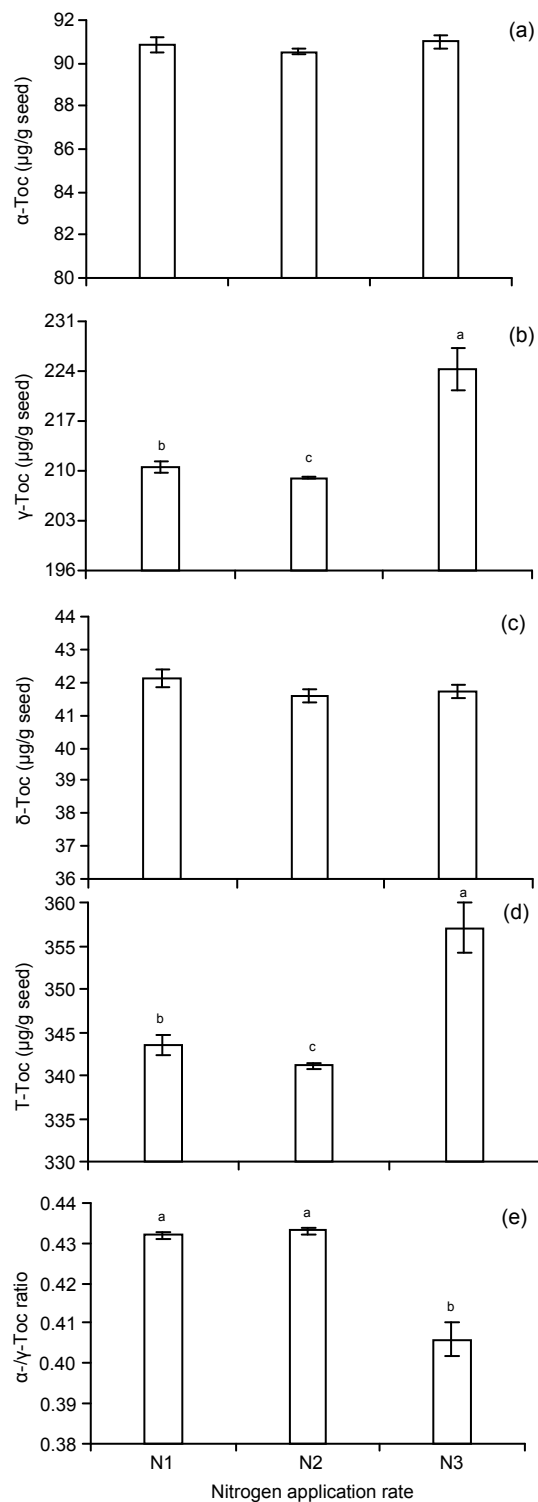 (a)
α-Toc (μg/g seed)
92
90
88
86
84
82
80
(b)
γ-Toc (μg/g seed)
231
224
217
210
203
196
b
c
a
(c)
δ-Toc (μg/g seed)
44
43
42
41
40
39
38
37
36
(d)
T-Toc (μg/g seed)
360
355
350
345
340
335
330
b
c
a
(e)
α-/γ-Toc ratio
0.44
0.43
0.42
0.41
0.40
0.39
0.38
a
a
b
N1 N2 N3
Nitrogen application rate